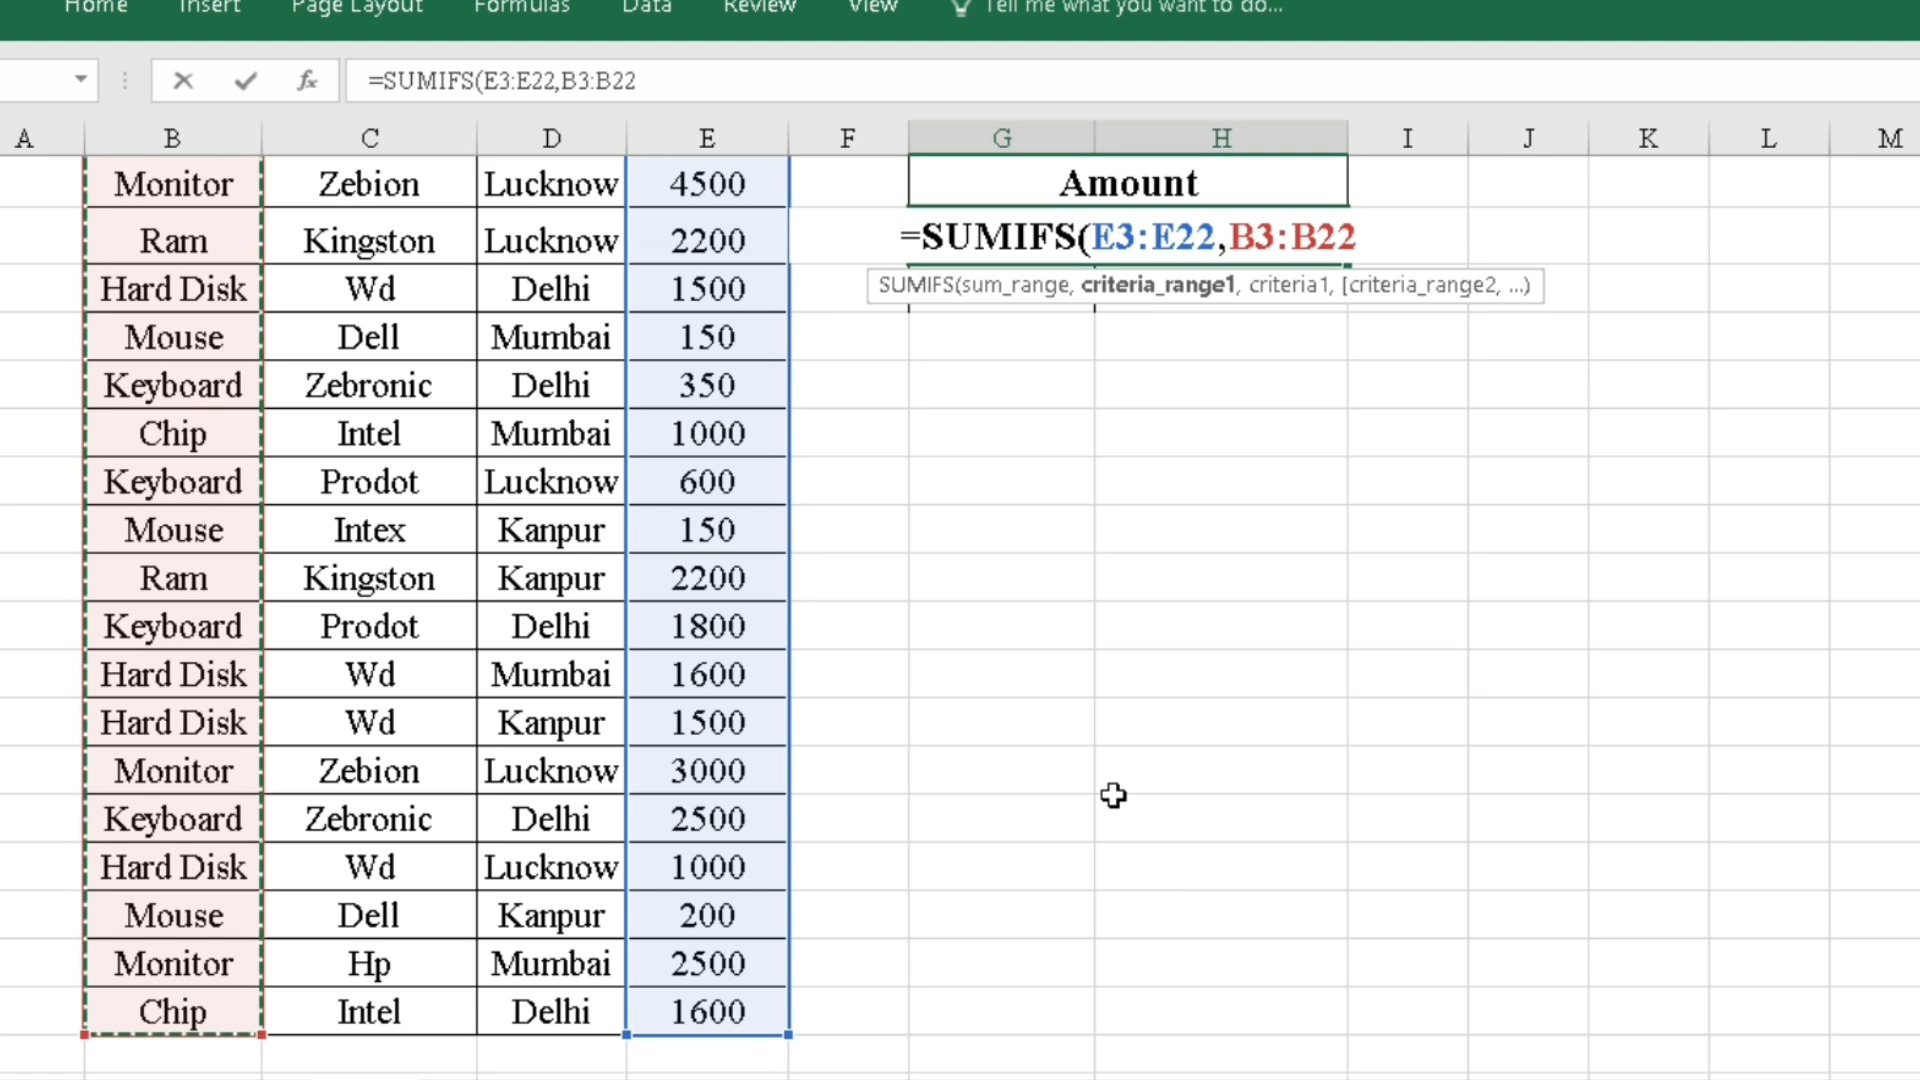 Home Insert Page Layout Formulas Data Review View Tell me what you want to do...
fx =SUMIFS(E3:E22,B3:B22
A B C D E F G H I J K L M
Monitor Zebion Lucknow 4500 Amount
Ram Kingston Lucknow 2200 =SUMIFS(E3:E22,B3:B22
Hard Disk Wd Delhi 1500 SUMIFS(sum_range, criteria_range1, criteria1, [criteria_range2, ...)
Mouse Dell Mumbai 150
Keyboard Zebronic Delhi 350
Chip Intel Mumbai 1000
Keyboard Prodot Lucknow 600
Mouse Intex Kanpur 150
Ram Kingston Kanpur 2200
Keyboard Prodot Delhi 1800
Hard Disk Wd Mumbai 1600
Hard Disk Wd Kanpur 1500
Monitor Zebion Lucknow 3000
Keyboard Zebronic Delhi 2500
Hard Disk Wd Lucknow 1000
Mouse Dell Kanpur 200
Monitor Hp Mumbai 2500
Chip Intel Delhi 1600